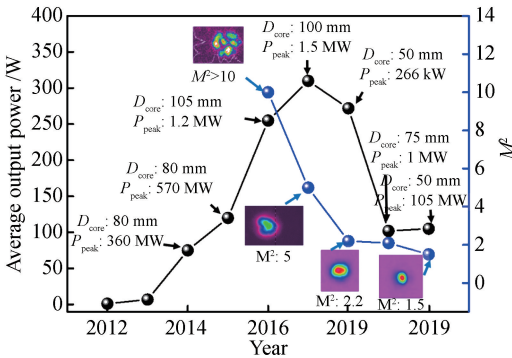 400
350
300
250
200
150
100
50
0
Average output power /W
2012
2014
2016
2019
2019
Year
14
12
10
8
6
4
2
0
M²
M²>10
D_core: 100 mm
P_peak: 1.5 MW
D_core: 50 mm
P_peak: 266 kW
D_core: 105 mm
P_peak: 1.2 MW
D_core: 75 mm
P_peak: 1 MW
D_core: 80 mm
P_peak: 570 MW
D_core: 50 mm
P_peak: 105 MW
D_core: 80 mm
P_peak: 360 MW
M²: 5
M²: 2.2
M²: 1.5